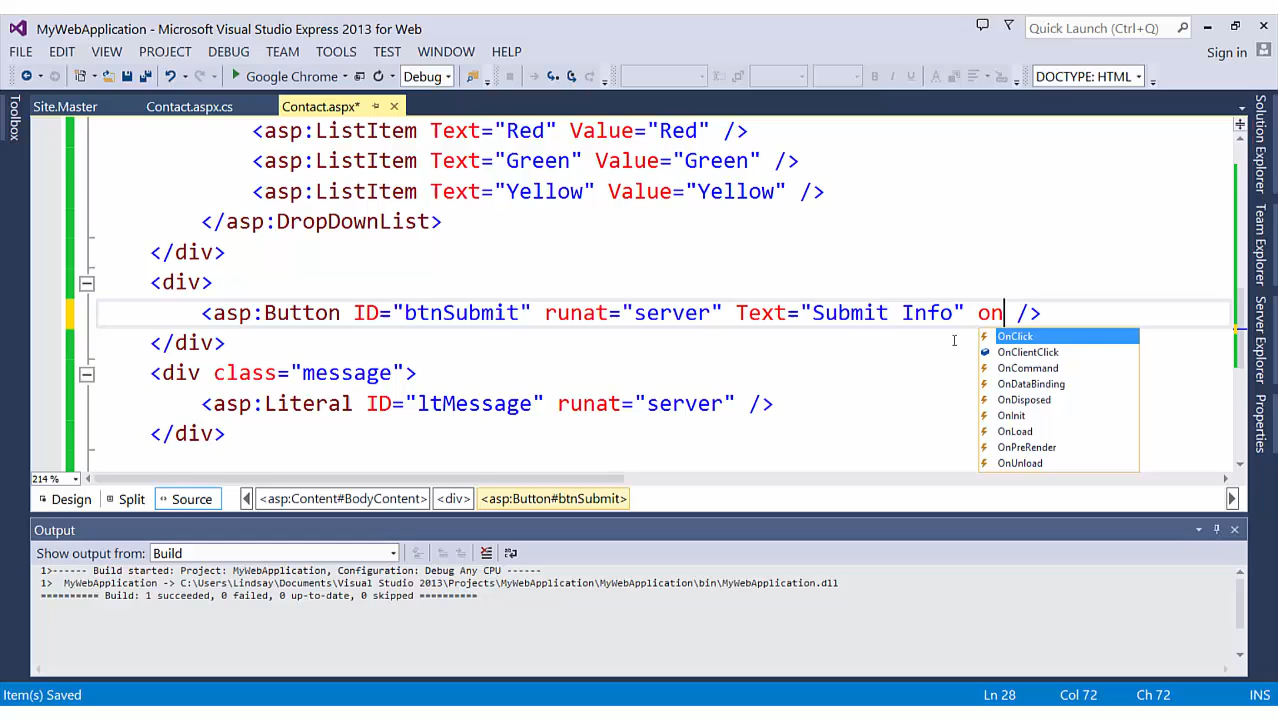 MyWebApplication - Microsoft Visual Studio Express 2013 for Web
Quick Launch (Ctrl+Q)
FILE EDIT VIEW PROJECT DEBUG TEAM TOOLS TEST WINDOW HELP
Sign in
Google Chrome Debug DOCTYPE: HTML
B I U A
Toolbox
Site.Master Contact.aspx.cs Contact.aspx*
<asp:ListItem Text="Red" Value="Red" />
<asp:ListItem Text="Green" Value="Green" />
<asp:ListItem Text="Yellow" Value="Yellow" />
</asp:DropDownList>
</div>
<div>
<asp:Button ID="btnSubmit" runat="server" Text="Submit Info" on />
</div>
<div class="message">
<asp:Literal ID="ltMessage" runat="server" />
</div>
OnClick
OnClientClick
OnCommand
OnDataBinding
OnDisposed
OnInit
OnLoad
OnPreRender
OnUnload
Solution Explorer
Team Explorer
Server Explorer
Properties
214 %
Design Split Source <asp:Content#BodyContent> <div> <asp:Button#btnSubmit>
Output
Show output from: Build
1>------ Build started: Project: MyWebApplication, Configuration: Debug Any CPU ------
1> MyWebApplication -> C:\Users\Lindsay\Documents\Visual Studio 2013\Projects\MyWebApplication\MyWebApplication\bin\MyWebApplication.dll
========== Build: 1 succeeded, 0 failed, 0 up-to-date, 0 skipped ==========
Item(s) Saved Ln 28 Col 72 Ch 72 INS